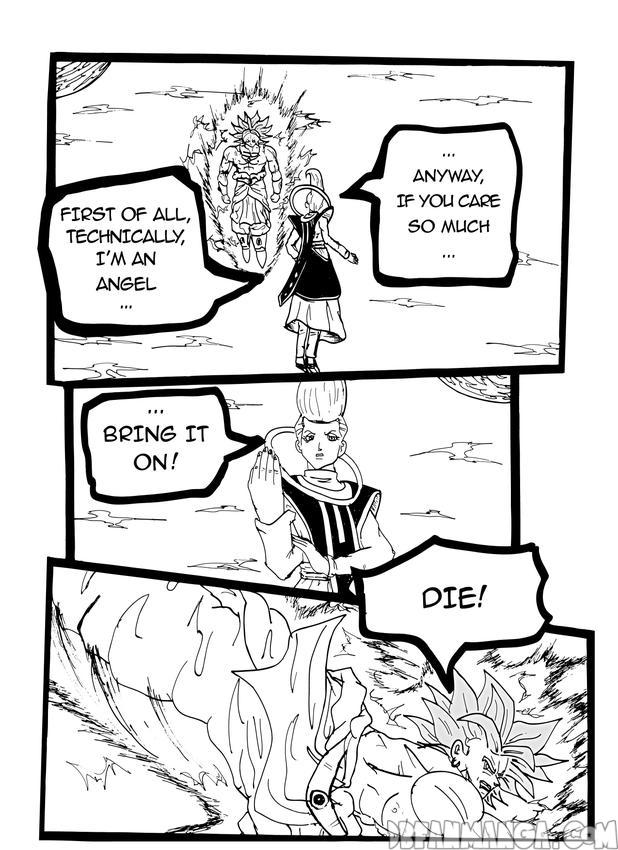 FIRST OF ALL,
TECHNICALLY,
I'M AN
ANGEL
...
...
ANYWAY,
IF YOU CARE
SO MUCH
...
...
BRING IT
ON!
DIE!
DBFANMANGA.COM